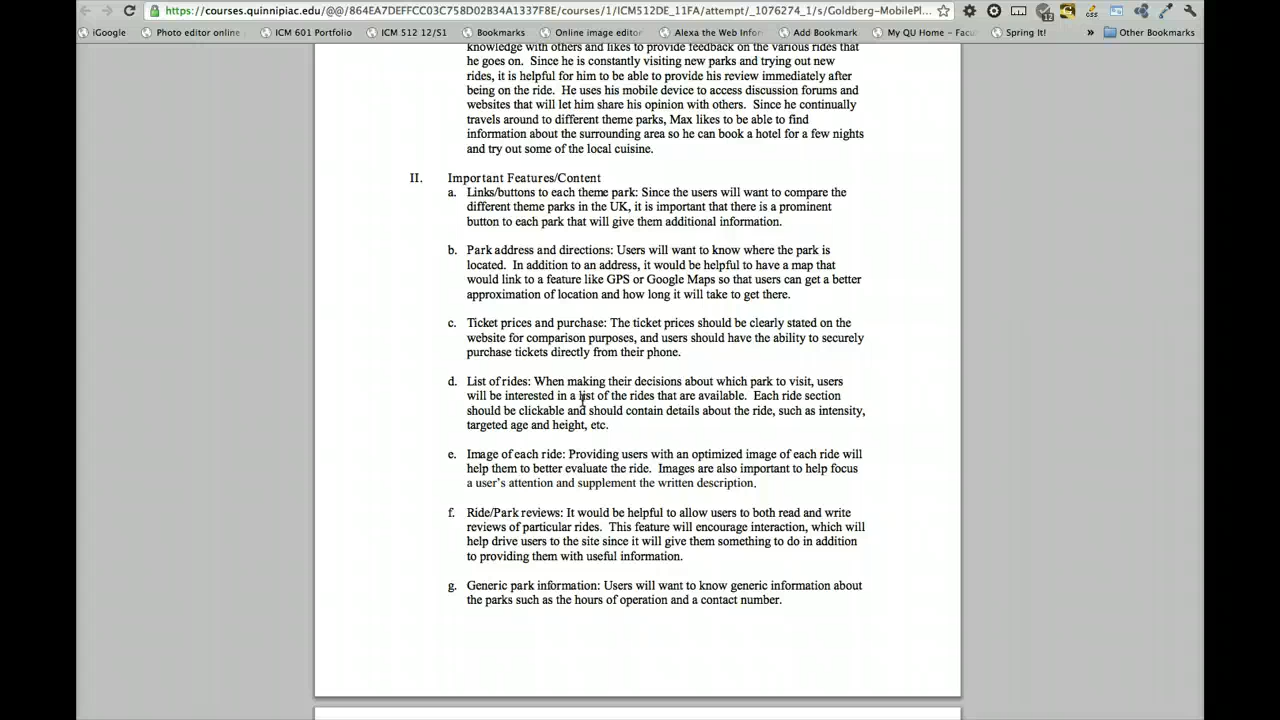 https://courses.quinnipiac.edu/@@/864EA7DEFFCC03C758D02B34A1337F8E/courses/1/ICM512DE_11FA/attempt/_1076274_1/s/Goldberg-MobilePl...
iGoogle Photo editor online ICM 601 Portfolio ICM 512 12/S1 Bookmarks Online image editor Alexa the Web Infor Add Bookmark My QU Home – Facu Spring It! » Other Bookmarks
knowledge with others and likes to provide feedback on the various rides that
he goes on. Since he is constantly visiting new parks and trying out new
rides, it is helpful for him to be able to provide his review immediately after
being on the ride. He uses his mobile device to access discussion forums and
websites that will let him share his opinion with others. Since he continually
travels around to different theme parks, Max likes to be able to find
information about the surrounding area so he can book a hotel for a few nights
and try out some of the local cuisine.
II. Important Features/Content
a. Links/buttons to each theme park: Since the users will want to compare the
different theme parks in the UK, it is important that there is a prominent
button to each park that will give them additional information.
b. Park address and directions: Users will want to know where the park is
located. In addition to an address, it would be helpful to have a map that
would link to a feature like GPS or Google Maps so that users can get a better
approximation of location and how long it will take to get there.
c. Ticket prices and purchase: The ticket prices should be clearly stated on the
website for comparison purposes, and users should have the ability to securely
purchase tickets directly from their phone.
d. List of rides: When making their decisions about which park to visit, users
will be interested in a list of the rides that are available. Each ride section
should be clickable and should contain details about the ride, such as intensity,
targeted age and height, etc.
e. Image of each ride: Providing users with an optimized image of each ride will
help them to better evaluate the ride. Images are also important to help focus
a user's attention and supplement the written description.
f. Ride/Park reviews: It would be helpful to allow users to both read and write
reviews of particular rides. This feature will encourage interaction, which will
help drive users to the site since it will give them something to do in addition
to providing them with useful information.
g. Generic park information: Users will want to know generic information about
the parks such as the hours of operation and a contact number.